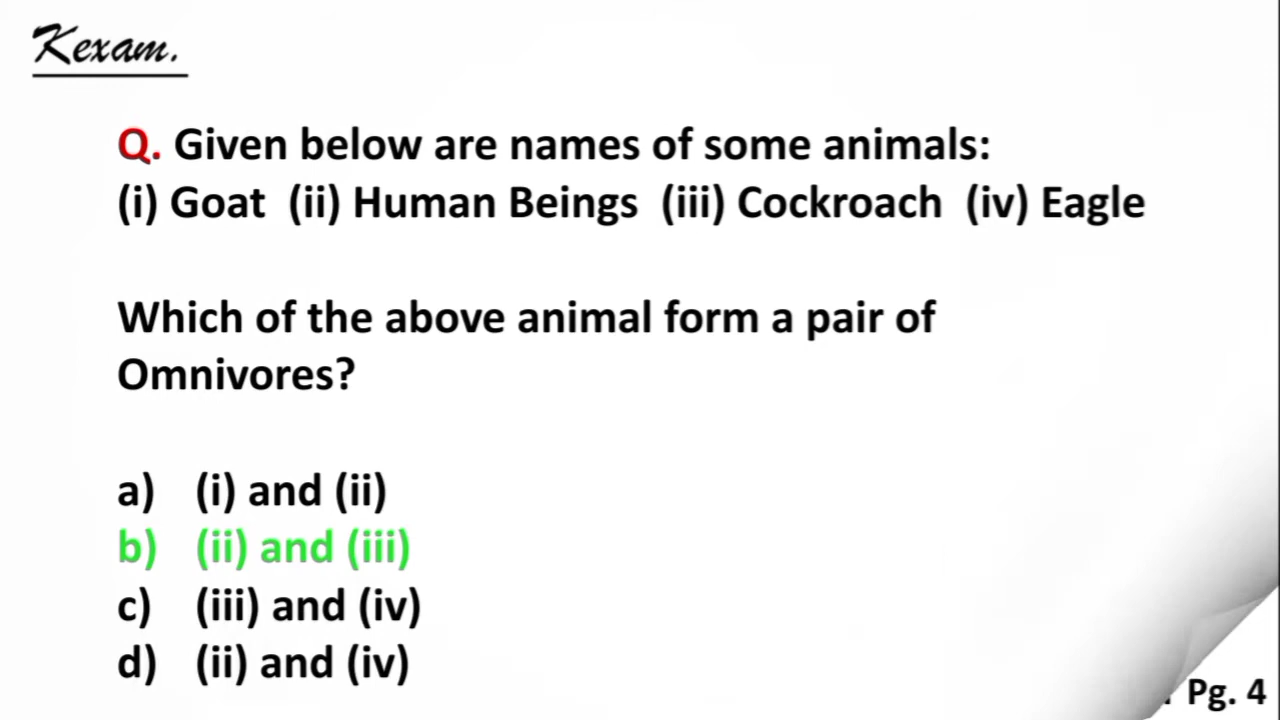 Kexam.
Q. Given below are names of some animals:
(i) Goat (ii) Human Beings (iii) Cockroach (iv) Eagle
Which of the above animal form a pair of
Omnivores?
a) (i) and (ii)
b) (ii) and (iii)
c) (iii) and (iv)
d) (ii) and (iv)
Pg. 4